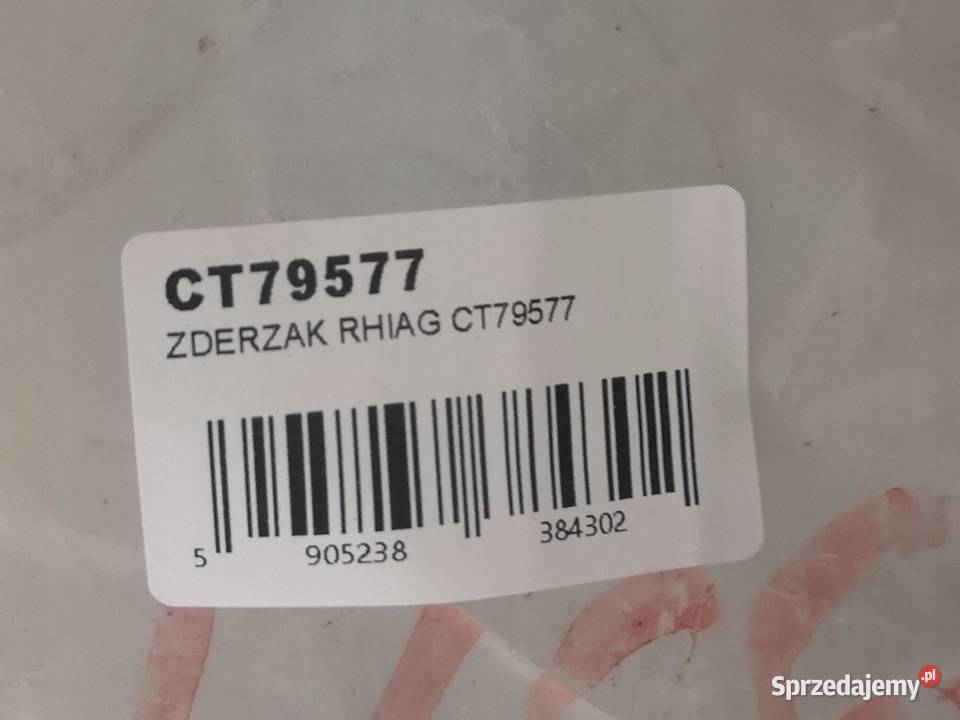 CT79577
ZDERZAK RHIAG CT79577
5 905238 384302
Sprzedajemy.pl